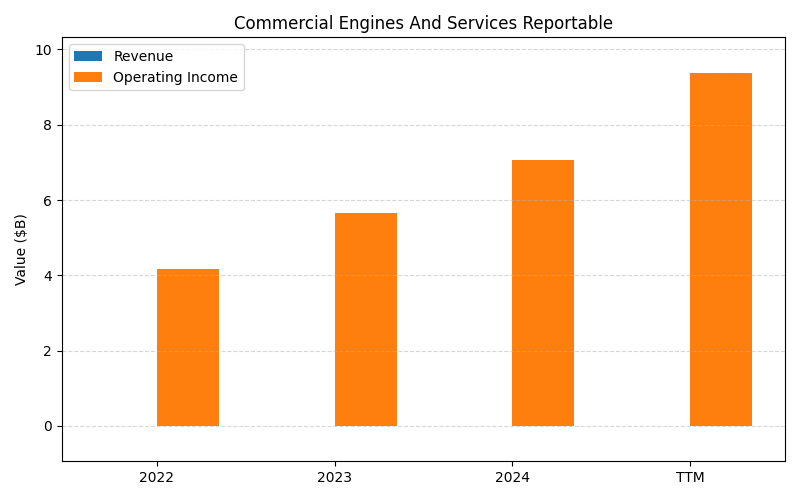 Commercial Engines And Services Reportable
Revenue
Operating Income
Value ($B)
10
8
6
4
2
0
2022
2023
2024
TTM